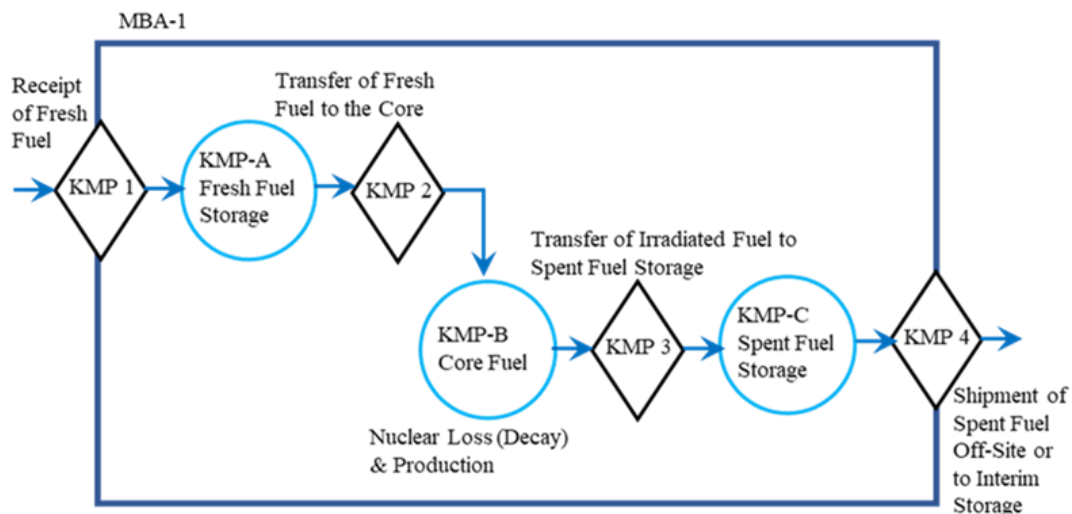 MBA-1
Receipt
of Fresh
Fuel
KMP 1
KMP-A
Fresh Fuel
Storage
Transfer of Fresh
Fuel to the Core
KMP 2
KMP-B
Core Fuel
Nuclear Loss (Decay)
& Production
Transfer of Irradiated Fuel to
Spent Fuel Storage
KMP 3
KMP-C
Spent Fuel
Storage
KMP 4
Shipment of
Spent Fuel
Off-Site or
to Interim
Storage